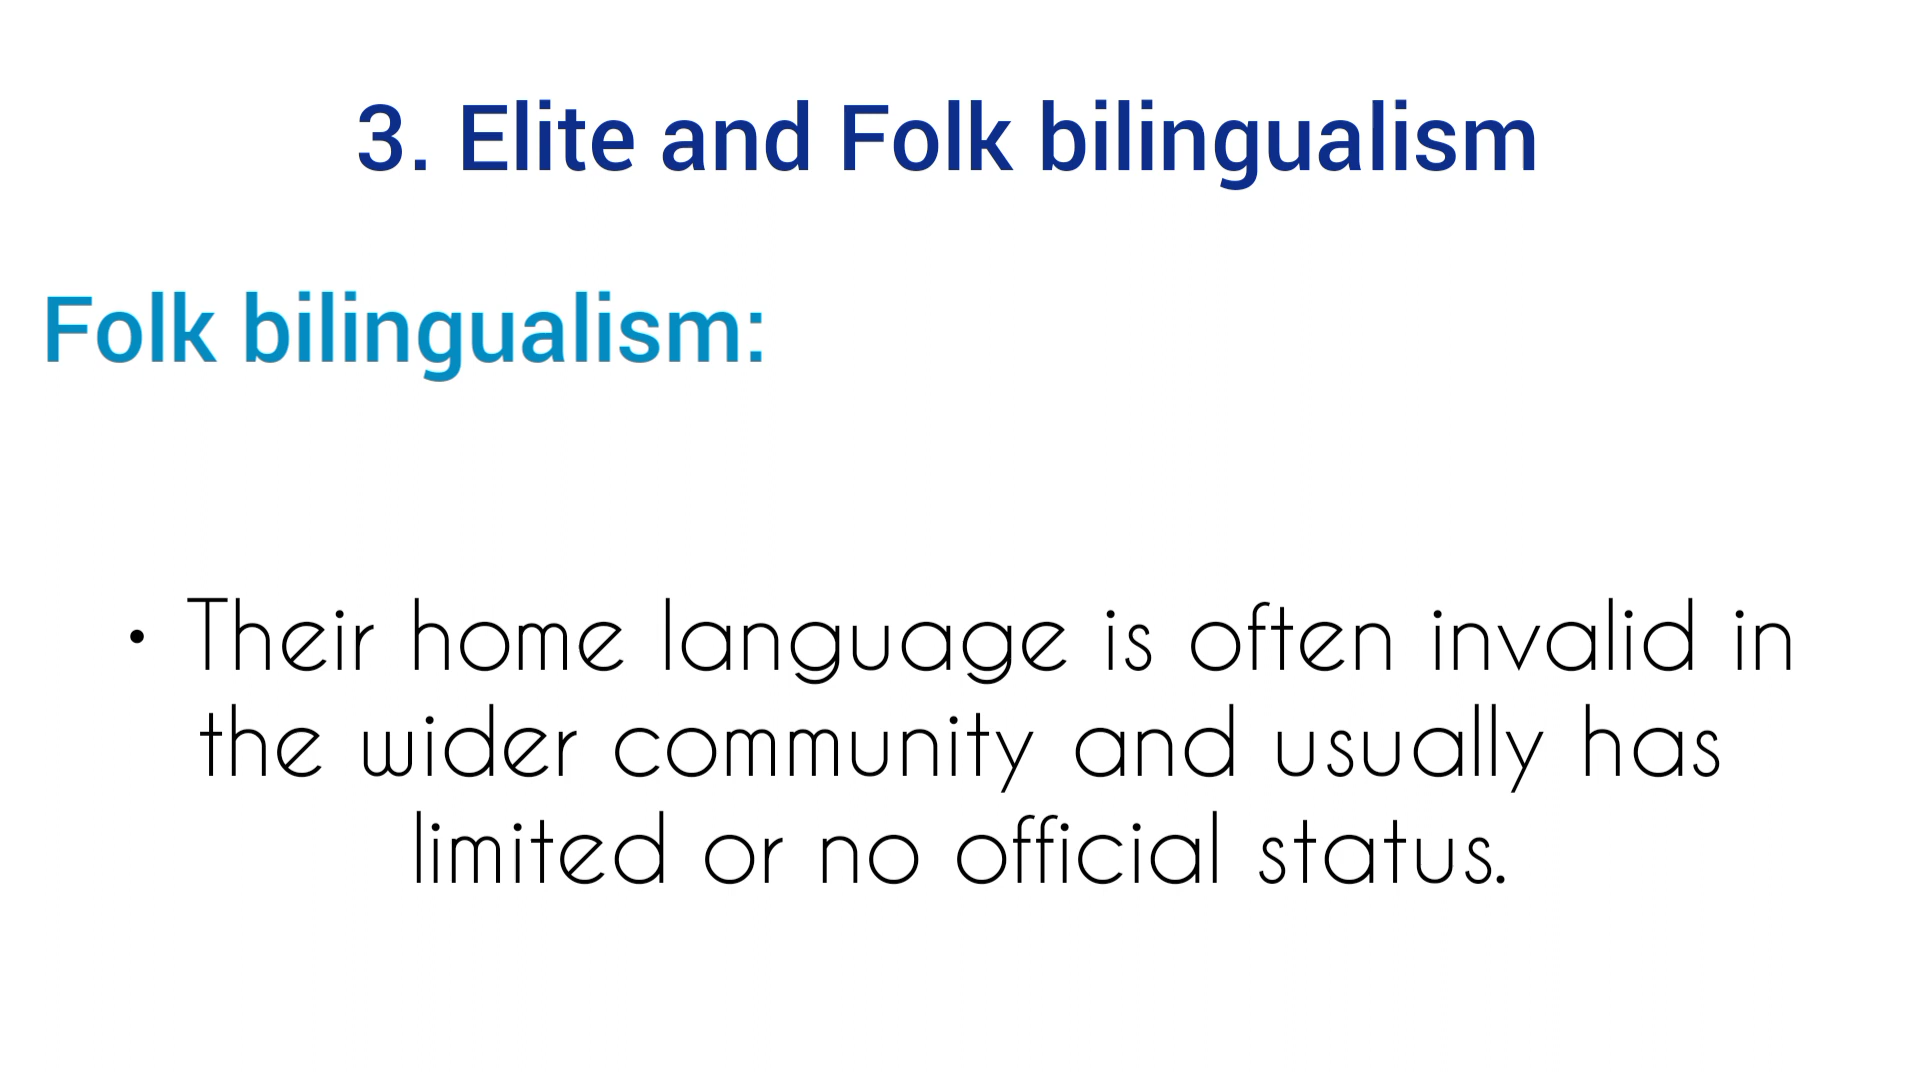 3. Elite and Folk bilingualism
Folk bilingualism:
• Their home language is often invalid in
the wider community and usually has
limited or no official status.